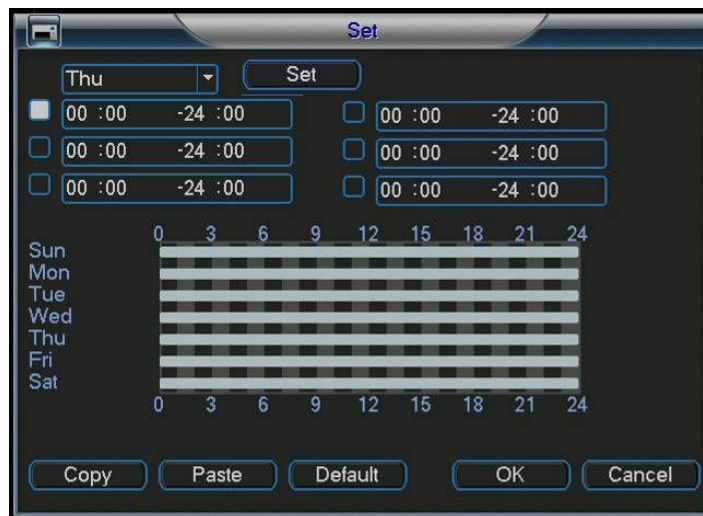 Set
Thu Set
00 :00 -24 :00 00 :00 -24 :00
00 :00 -24 :00 00 :00 -24 :00
00 :00 -24 :00 00 :00 -24 :00
0 3 6 9 12 15 18 21 24
Sun
Mon
Tue
Wed
Thu
Fri
Sat
0 3 6 9 12 15 18 21 24
Copy Paste Default OK Cancel